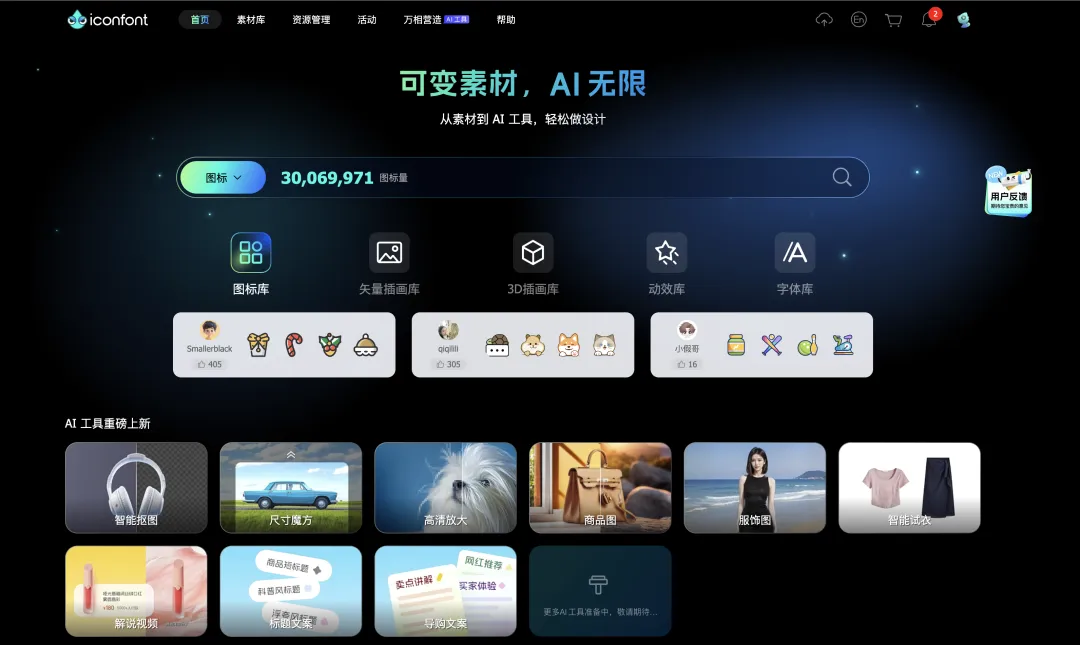 iconfont
首页
素材库
资源管理
活动
万相营造 AI工具
帮助
En
2
可变素材，AI 无限
从素材到 AI 工具，轻松做设计
图标
30,069,971 图标量
用户反馈
图标库
矢量插画库
3D插画库
动效库
字体库
Smallerblack
405
qiqilili
305
小假哥
16
AI 工具重磅上新
智能抠图
尺寸魔方
高清放大
商品图
服饰图
智能试衣
解说视频
商品短标题
科普风标题
浮夸风标题
标题文案
网红推荐
卖点讲解
买家体验
导购文案
更多AI 工具准备中，敬请期待...